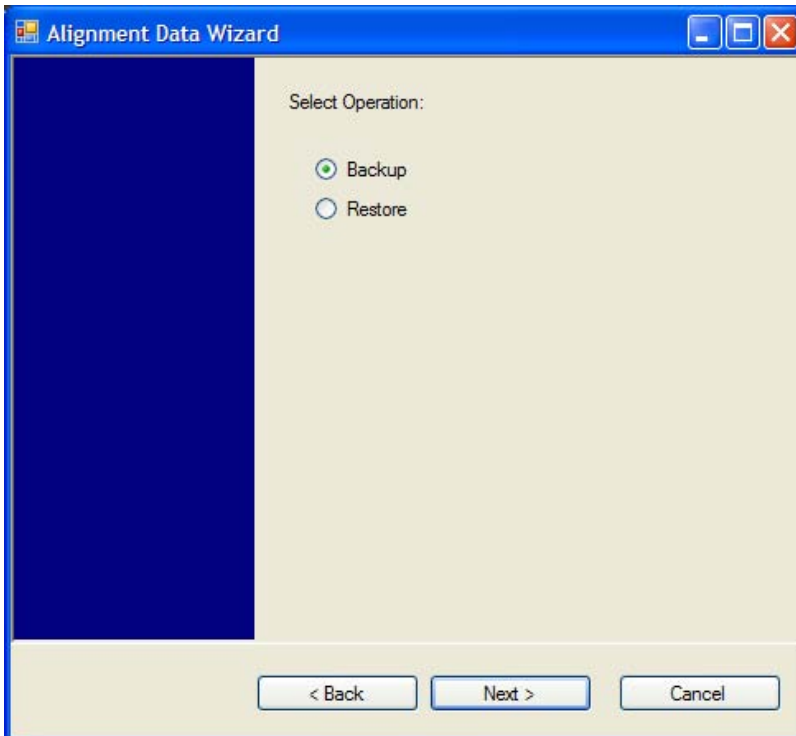 Alignment Data Wizard
Select Operation:
Backup
Restore
< Back
Next >
Cancel